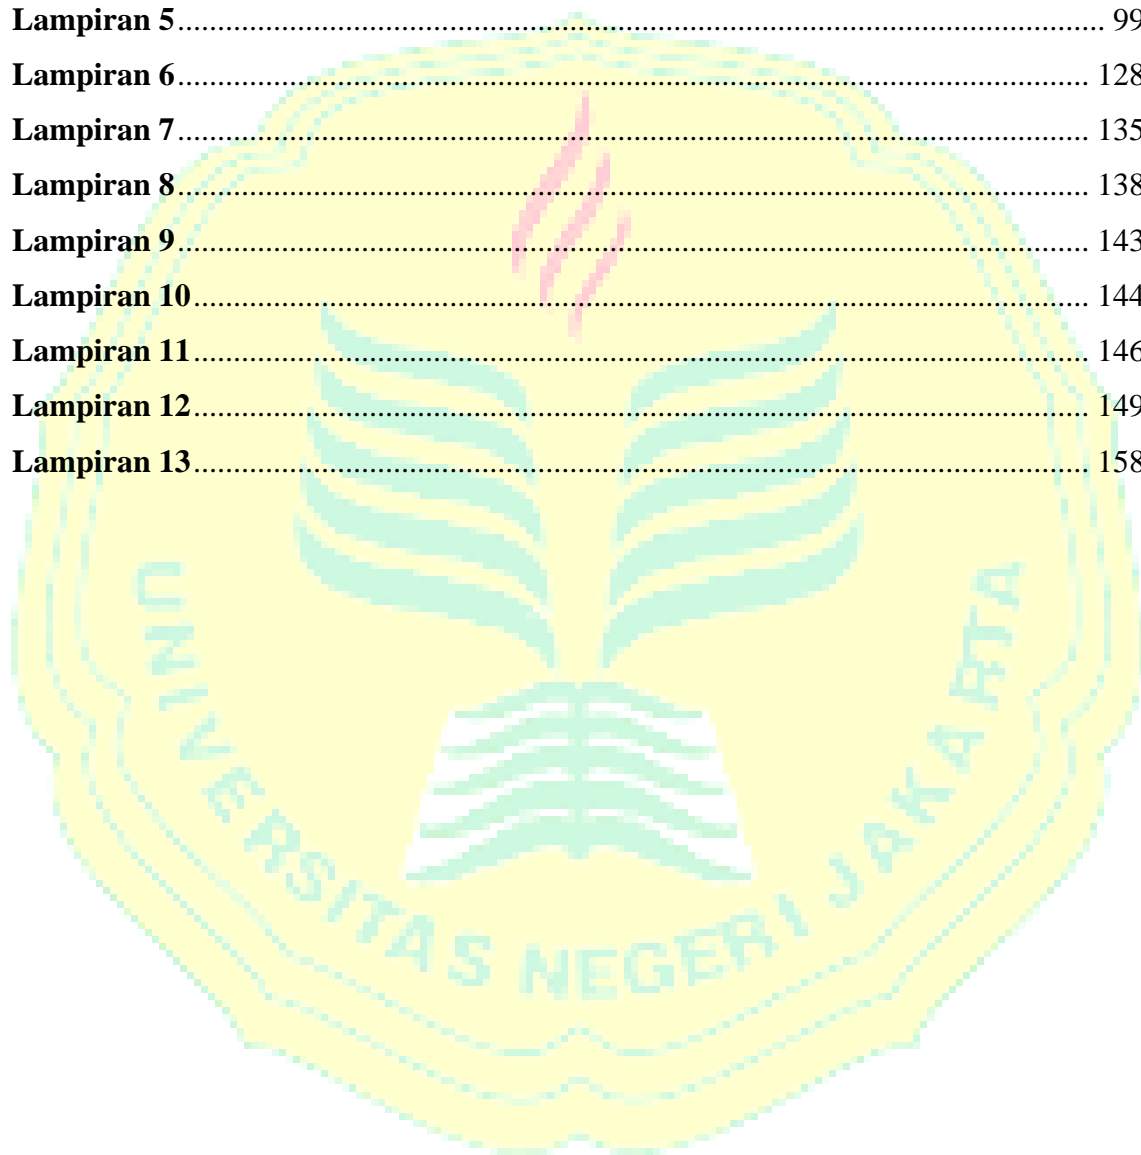 Lampiran 5.................................................................................................................... 99
Lampiran 6.................................................................................................................. 128
Lampiran 7.................................................................................................................. 135
Lampiran 8.................................................................................................................. 138
Lampiran 9.................................................................................................................. 143
Lampiran 10................................................................................................................ 144
Lampiran 11................................................................................................................ 146
Lampiran 12................................................................................................................ 149
Lampiran 13................................................................................................................ 158
UNIVERSITAS NEGERI JAKARTA